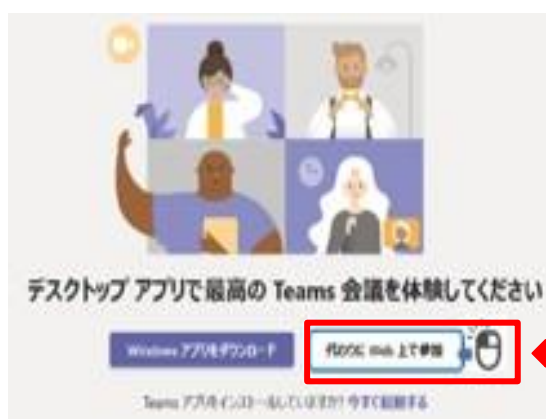 デスクトップ アプリで最高の Teams 会議を体験してください
Windows アプリをダウンロード
代わりに Web 上で参加
Teams アプリをインストールしていますか? 今すぐ起動する